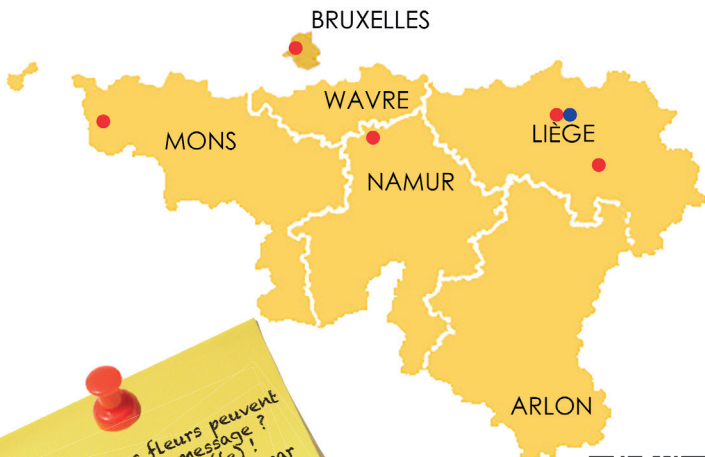 BRUXELLES
WAVRE
MONS
LIÈGE
NAMUR
ARLON
fleurs peuvent
message ?